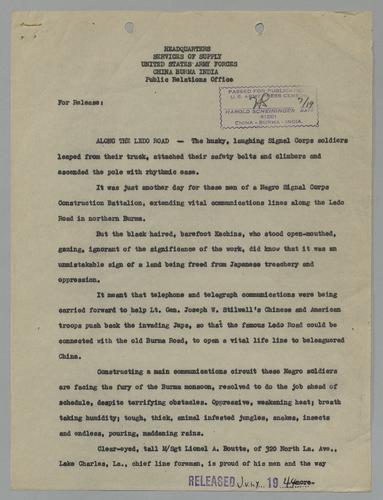 HEADQUARTERS
SERVICES OF SUPPLY
UNITED STATES ARMY FORCES
CHINA BURMA INDIA
Public Relations Office
For Release:
PASSED FOR PUBLICATION
U.S. PRESS CENSOR
7/19
HAROLD SCHEININGER
CHINA - BURMA - INDIA.
ALONG THE LEDO ROAD -- The husky, laughing Signal Corps soldiers
leaped from their truck, attached their safety belts and climbers and
ascended the pole with rhythmic ease.
It was just another day for these men of a Negro Signal Corps
Construction Battalion, extending vital communications lines along the Ledo
Road in northern Burma.
But the black haired, barefoot Kachins, who stood open-mouthed,
gazing, ignorant of the significance of the work, did know that it was an
unmistakable sign of a land being freed from Japanese treachery and
oppression.
It meant that telephone and telegraph communications were being
carried forward to help Lt. Gen. Joseph W. Stilwell's Chinese and American
troops push back the invading Japs, so that the famous Ledo Road could be
connected with the old Burma Road, to open a vital life line to beleaguered
China.
Constructing a main communications circuit these Negro soldiers
are facing the fury of the Burma monsoon, resolved to do the job ahead of
schedule, despite terrifying obstacles. Oppressive, weakening heat; breath
taking humidity; tough, thick, animal infested jungles, snakes, insects
and endless, pouring, maddening rains.
Clear-eyed, tall M/Sgt Lionel A. Boutte, of 320 North La. Ave.,
Lake Charles, La., chief line foreman, is proud of his men and the way
-more-
RELEASED July 19 44